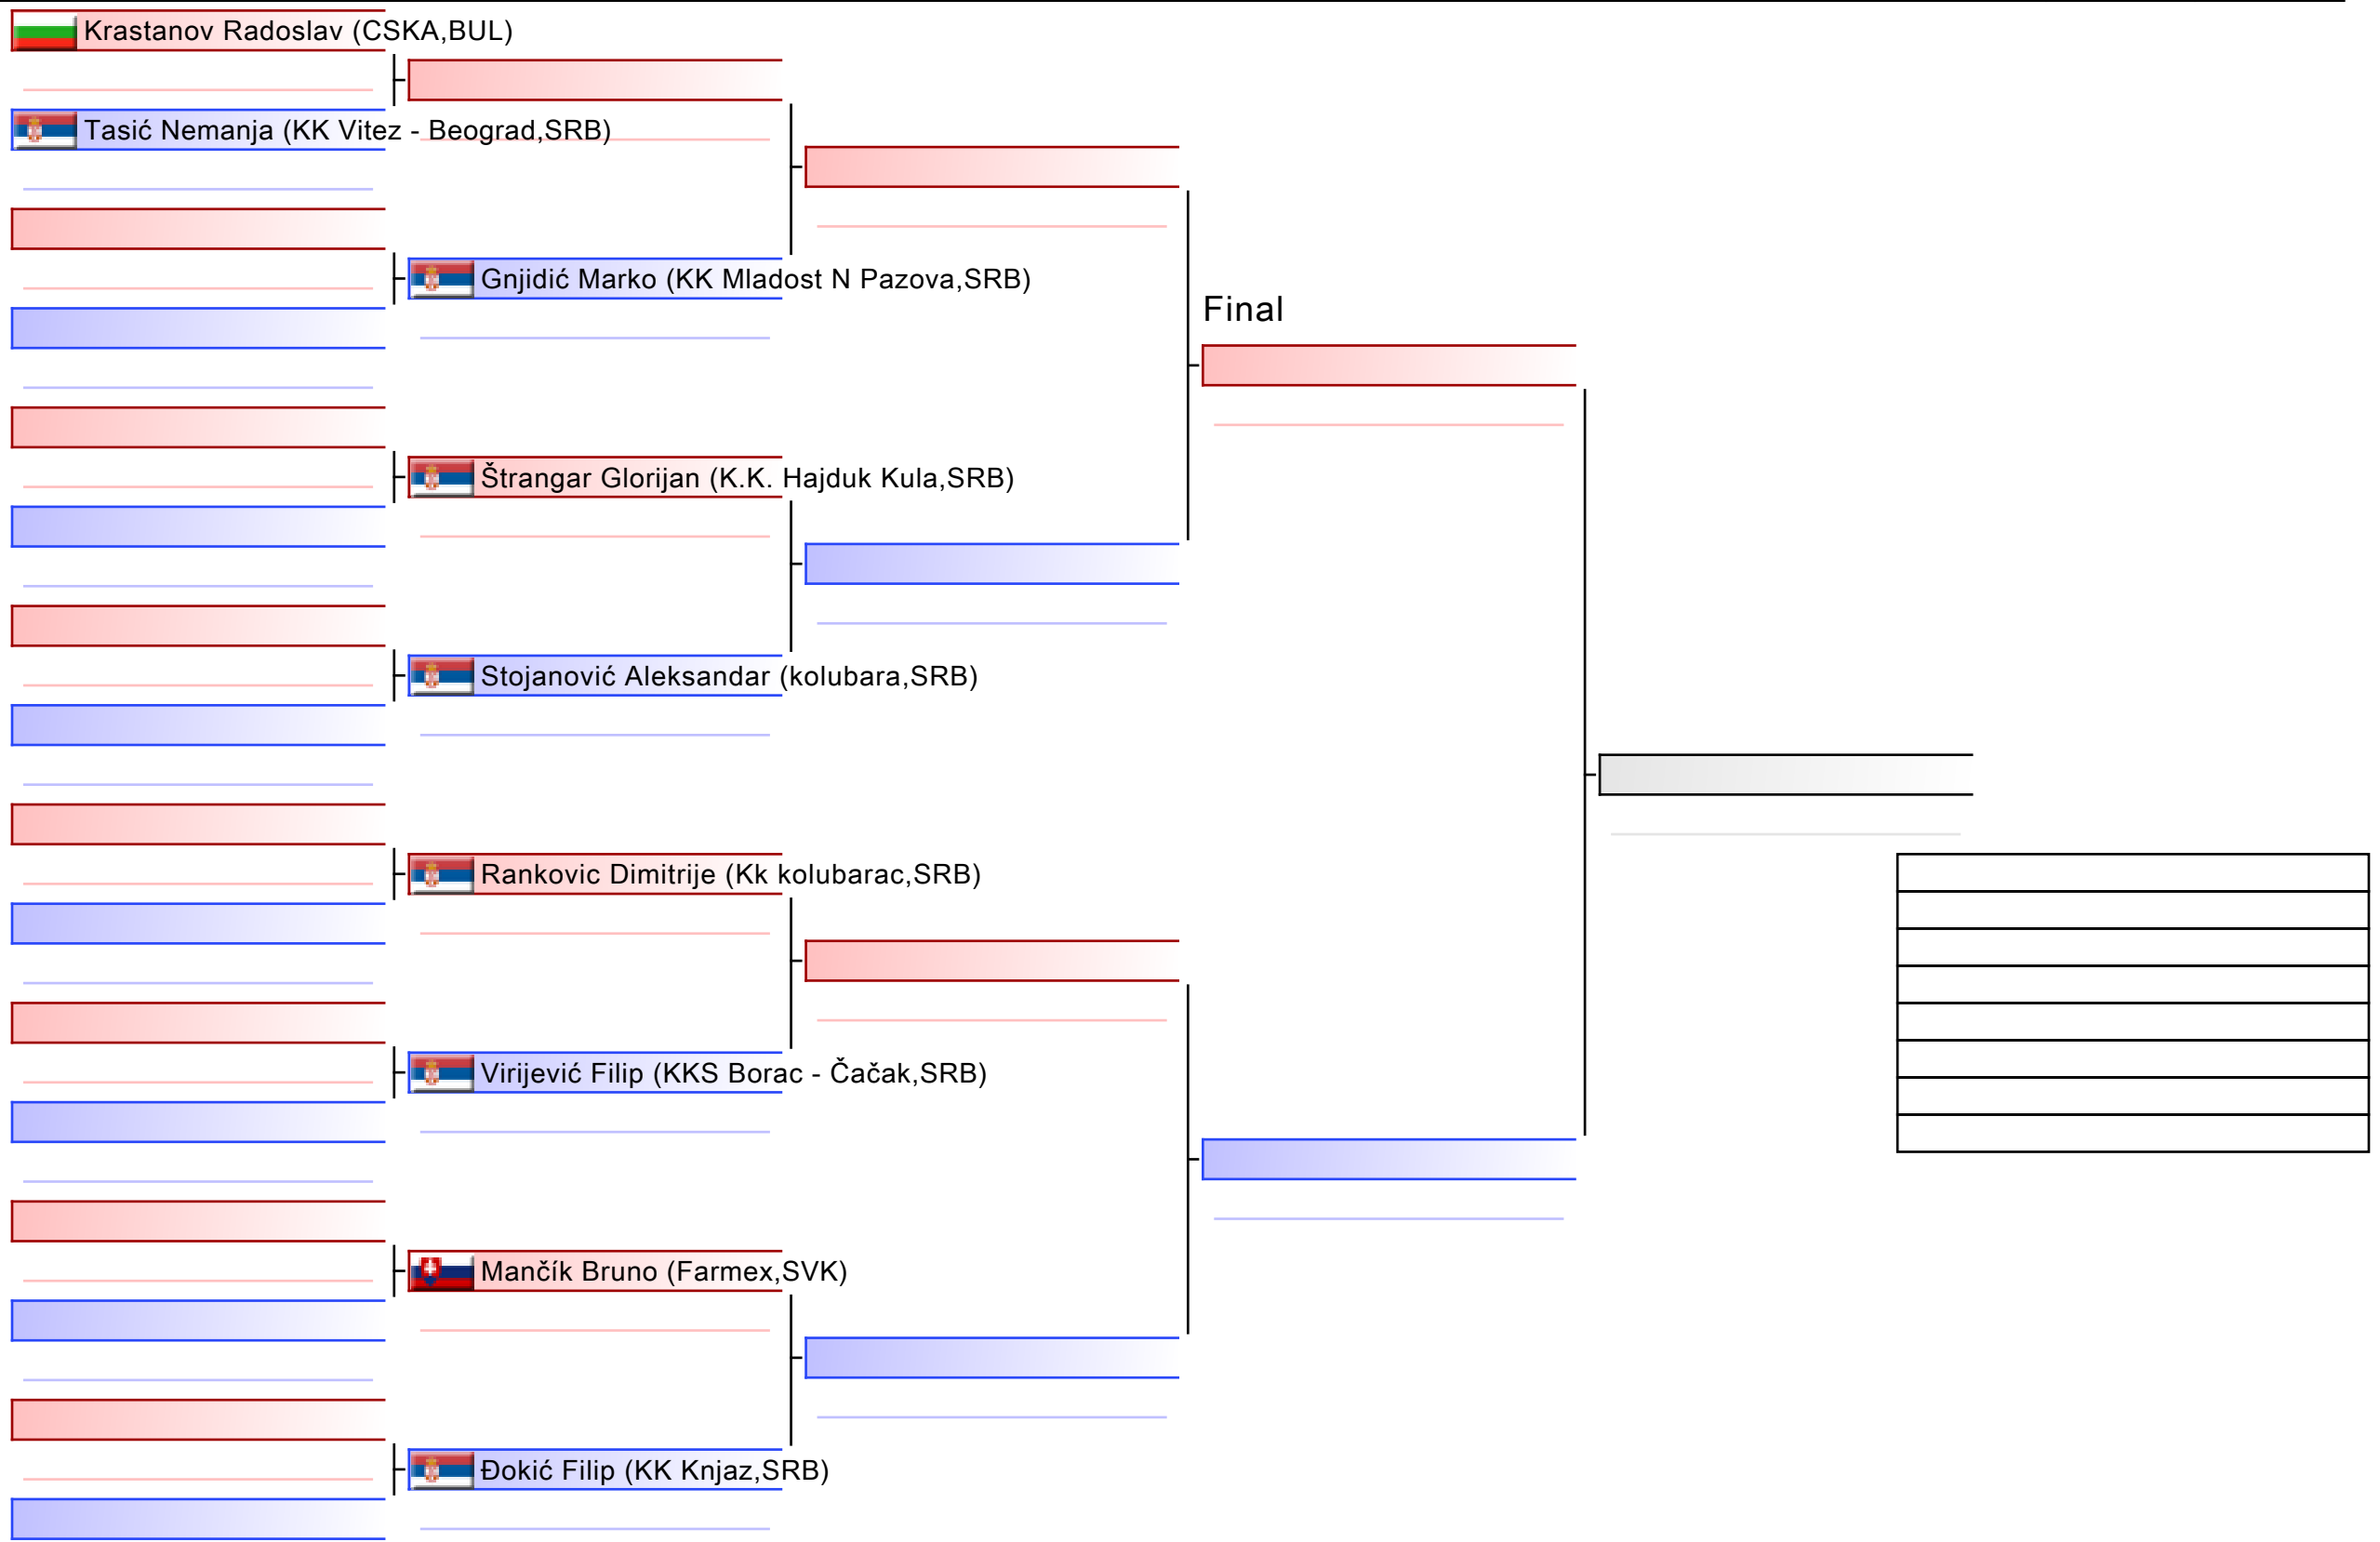 Krastanov Radoslav (CSKA,BUL)
Tasić Nemanja (KK Vitez - Beograd,SRB)
Gnjidić Marko (KK Mladost N Pazova,SRB)
Final
Štrangar Glorijan (K.K. Hajduk Kula,SRB)
Stojanović Aleksandar (kolubara,SRB)
Rankovic Dimitrije (Kk kolubarac,SRB)
Virijević Filip (KKS Borac - Čačak,SRB)
Mančík Bruno (Farmex,SVK)
Đokić Filip (KK Knjaz,SRB)